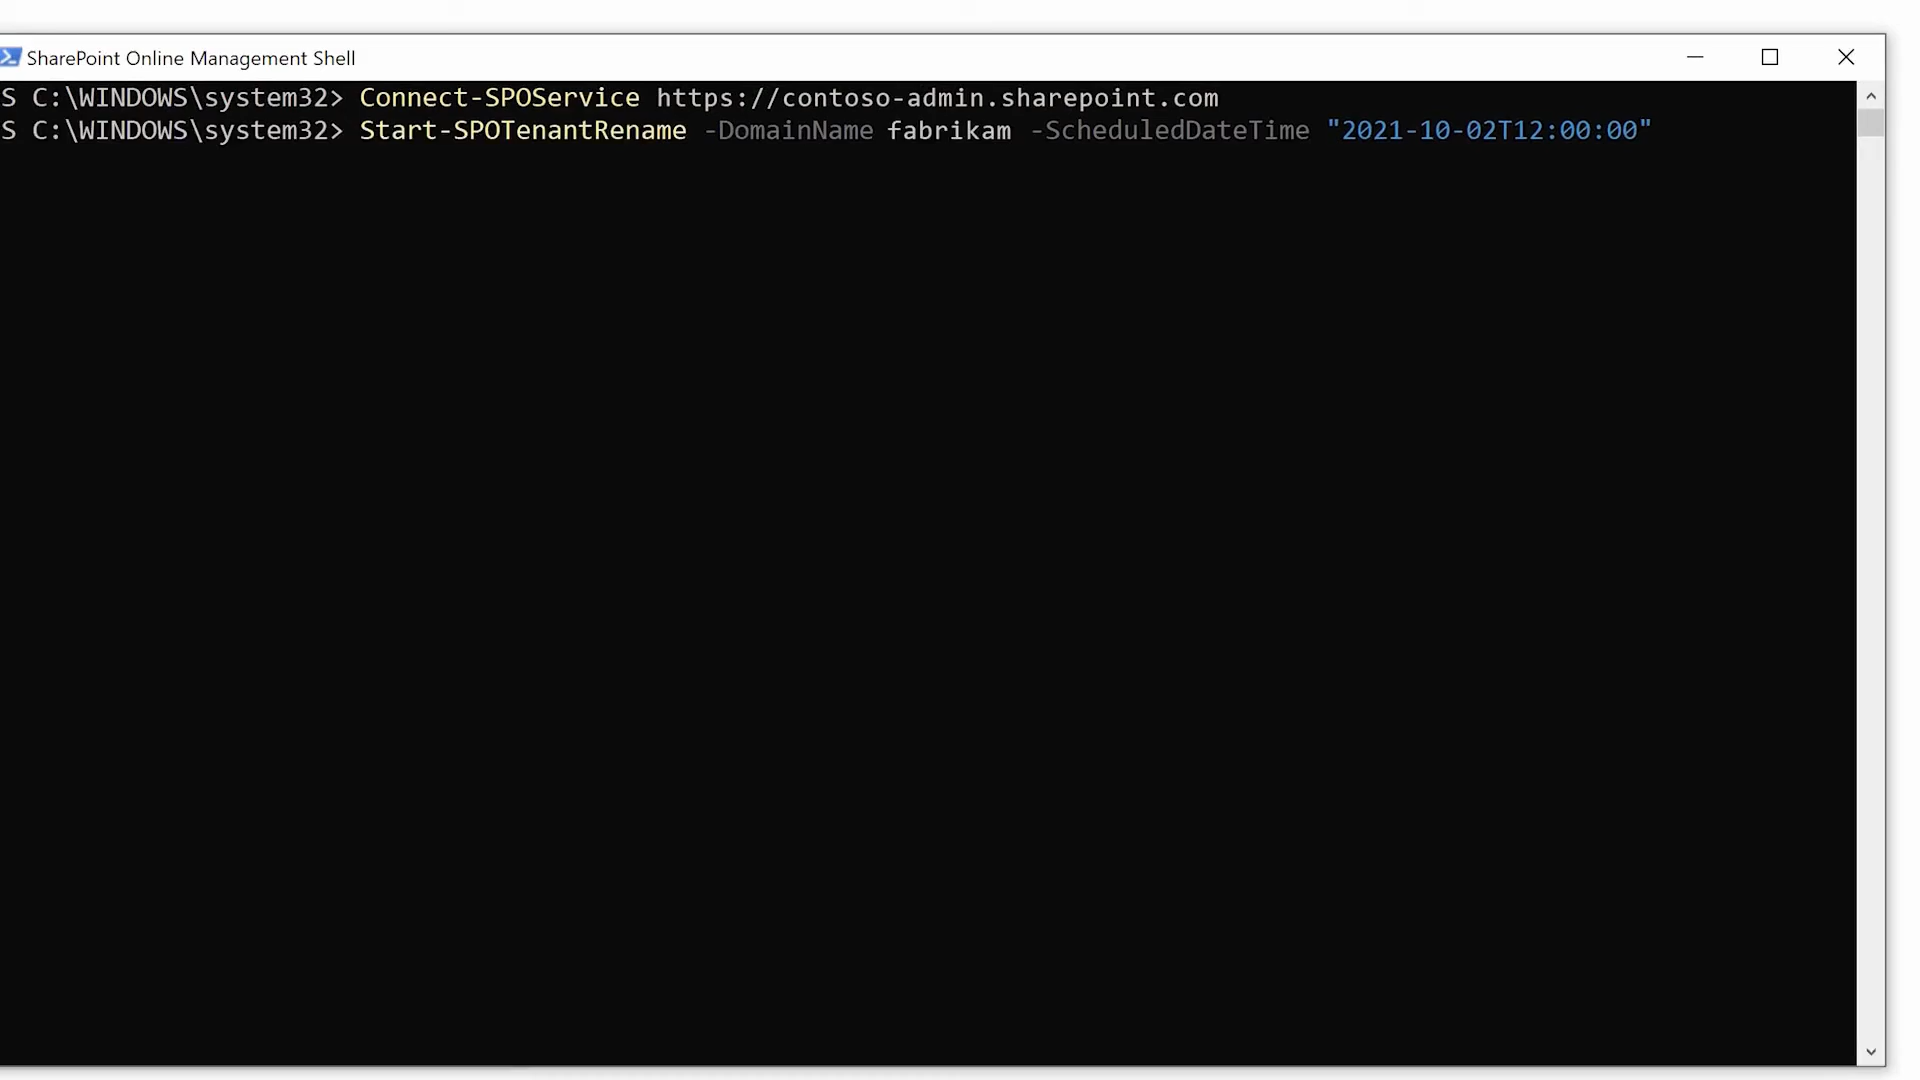 SharePoint Online Management Shell
S C:\WINDOWS\system32> Connect-SPOService https://contoso-admin.sharepoint.com
S C:\WINDOWS\system32> Start-SPOTenantRename -DomainName fabrikam -ScheduledDateTime "2021-10-02T12:00:00"